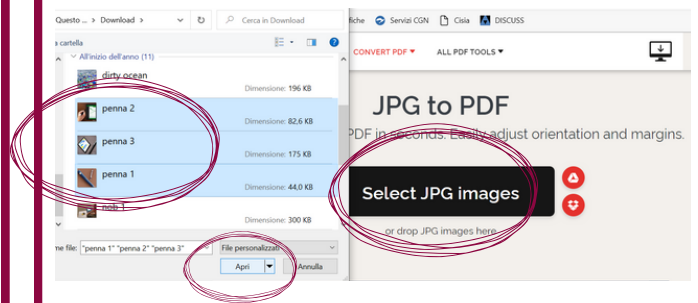 Questo ... > Download >
Cerca in Download
a cartella
All'inizio dell'anno (11)
dirty ocean
Dimensione: 196 KB
penna 2
Dimensione: 82,6 KB
penna 3
Dimensione: 175 KB
penna 1
Dimensione: 44,0 KB
Dimensione: 300 KB
me file: "penna 1" "penna 2" "penna 3"
File personalizzati
Apri
Annulla
fiche Servizi CGN Cisia DISCUSS
CONVERT PDF ALL PDF TOOLS
JPG to PDF
PDF in seconds. Easily adjust orientation and margins.
Select JPG images
or drop JPG images here